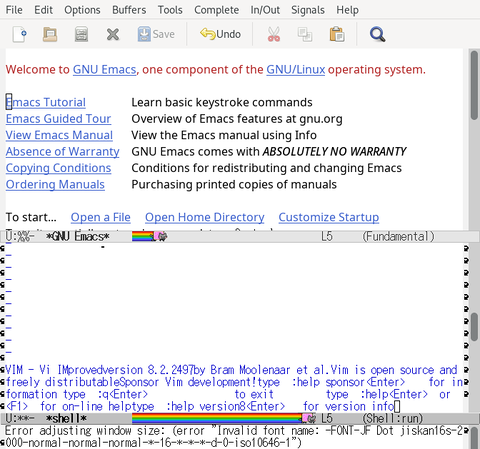 File Edit Options Buffers Tools Complete In/Out Signals Help
Save Undo
Welcome to GNU Emacs, one component of the GNU/Linux operating system.
Emacs Tutorial Learn basic keystroke commands
Emacs Guided Tour Overview of Emacs features at gnu.org
View Emacs Manual View the Emacs manual using Info
Absence of Warranty GNU Emacs comes with ABSOLUTELY NO WARRANTY
Copying Conditions Conditions for redistributing and changing Emacs
Ordering Manuals Purchasing printed copies of manuals
To start... Open a File Open Home Directory Customize Startup
U:%%- *GNU Emacs* L5 (Fundamental)
~
~
~
~
~
~
~
VIM - Vi IMprovedversion 8.2.2497by Bram Moolenaar et al.Vim is open source and
freely distributableSponsor Vim development!type :help sponsor<Enter> for in
formation type :q<Enter> to exit type :help<Enter> or
<F1> for on-line helptype :help version8<Enter> for version info
U:**- *shell* L5 (Shell:run)
Error adjusting window size: (error "Invalid font name: -FONT-JF Dot jiskan16s-2
000-normal-normal-normal-*-16-*-*-*-d-0-iso10646-1")